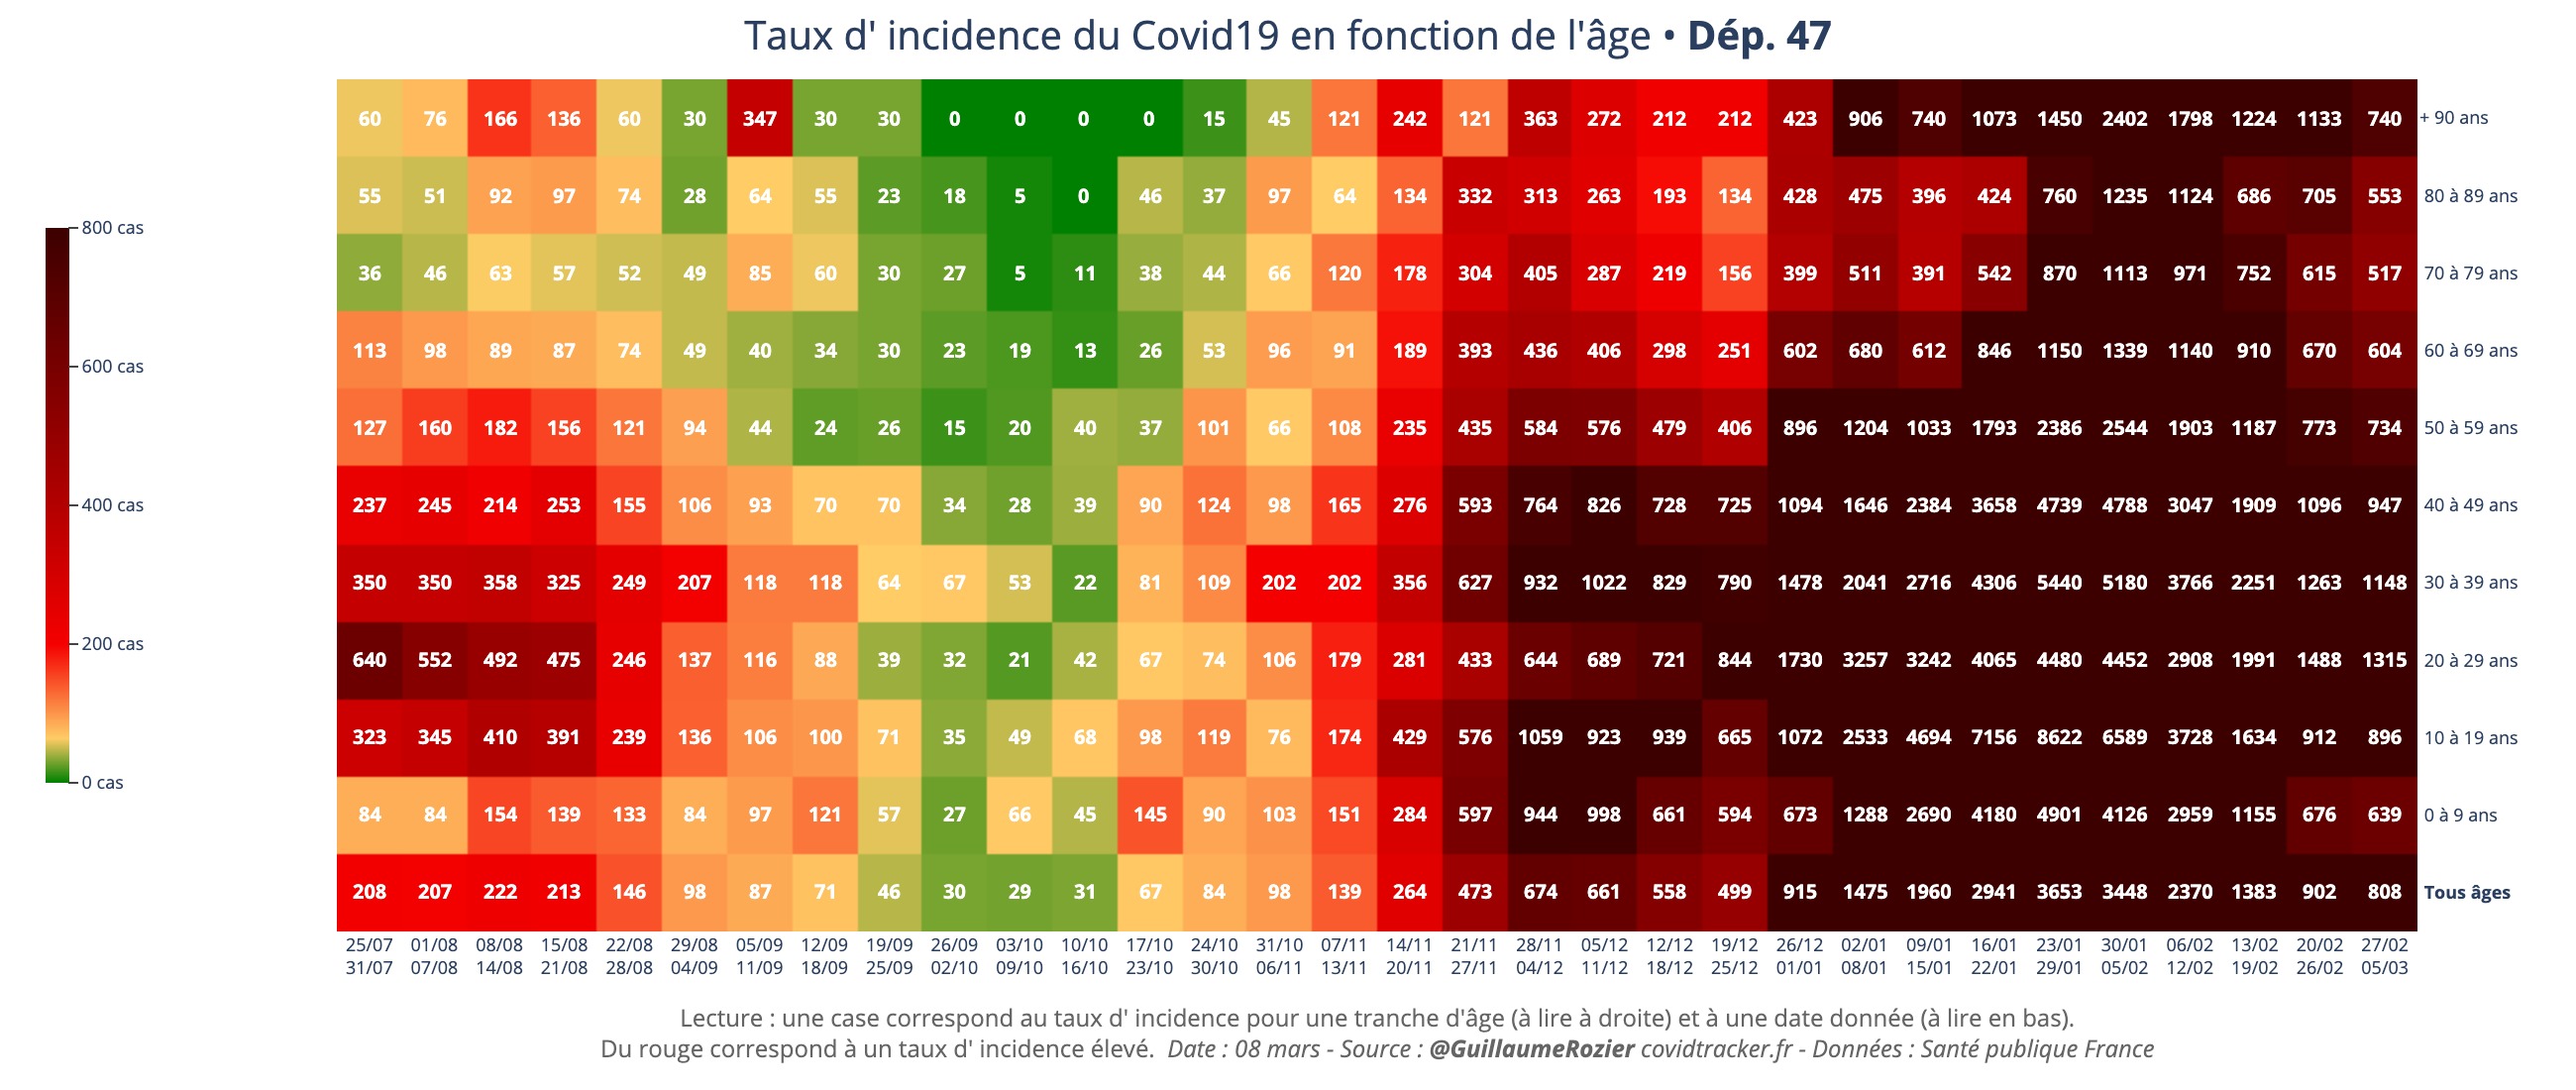 Taux d' incidence du Covid19 en fonction de l'âge • Dép. 47
60 76 166 136 60 30 347 30 30 0 0 0 0 15 45 121 242 121 363 272 212 212 423 906 740 1073 1450 2402 1798 1224 1133 740 + 90 ans
55 51 92 97 74 28 64 55 23 18 5 0 46 37 97 64 134 332 313 263 193 134 428 475 396 424 760 1235 1124 686 705 553 80 à 89 ans
800 cas
36 46 63 57 52 49 85 60 30 27 5 11 38 44 66 120 178 304 405 287 219 156 399 511 391 542 870 1113 971 752 615 517 70 à 79 ans
113 98 89 87 74 49 40 34 30 23 19 13 26 53 96 91 189 393 436 406 298 251 602 680 612 846 1150 1339 1140 910 670 604 60 à 69 ans
600 cas
127 160 182 156 121 94 44 24 26 15 20 40 37 101 66 108 235 435 584 576 479 406 896 1204 1033 1793 2386 2544 1903 1187 773 734 50 à 59 ans
400 cas
237 245 214 253 155 106 93 70 70 34 28 39 90 124 98 165 276 593 764 826 728 725 1094 1646 2384 3658 4739 4788 3047 1909 1096 947 40 à 49 ans
350 350 358 325 249 207 118 118 64 67 53 22 81 109 202 202 356 627 932 1022 829 790 1478 2041 2716 4306 5440 5180 3766 2251 1263 1148 30 à 39 ans
200 cas
640 552 492 475 246 137 116 88 39 32 21 42 67 74 106 179 281 433 644 689 721 844 1730 3257 3242 4065 4480 4452 2908 1991 1488 1315 20 à 29 ans
323 345 410 391 239 136 106 100 71 35 49 68 98 119 76 174 429 576 1059 923 939 665 1072 2533 4694 7156 8622 6589 3728 1634 912 896 10 à 19 ans
0 cas
84 84 154 139 133 84 97 121 57 27 66 45 145 90 103 151 284 597 944 998 661 594 673 1288 2690 4180 4901 4126 2959 1155 676 639 0 à 9 ans
208 207 222 213 146 98 87 71 46 30 29 31 67 84 98 139 264 473 674 661 558 499 915 1475 1960 2941 3653 3448 2370 1383 902 808 Tous âges
25/07 01/08 08/08 15/08 22/08 29/08 05/09 12/09 19/09 26/09 03/10 10/10 17/10 24/10 31/10 07/11 14/11 21/11 28/11 05/12 12/12 19/12 26/12 02/01 09/01 16/01 23/01 30/01 06/02 13/02 20/02 27/02
31/07 07/08 14/08 21/08 28/08 04/09 11/09 18/09 25/09 02/10 09/10 16/10 23/10 30/10 06/11 13/11 20/11 27/11 04/12 11/12 18/12 25/12 01/01 08/01 15/01 22/01 29/01 05/02 12/02 19/02 26/02 05/03
Lecture : une case correspond au taux d' incidence pour une tranche d'âge (à lire à droite) et à une date donnée (à lire en bas).
Du rouge correspond à un taux d' incidence élevé. Date : 08 mars - Source : @GuillaumeRozier covidtracker.fr - Données : Santé publique France